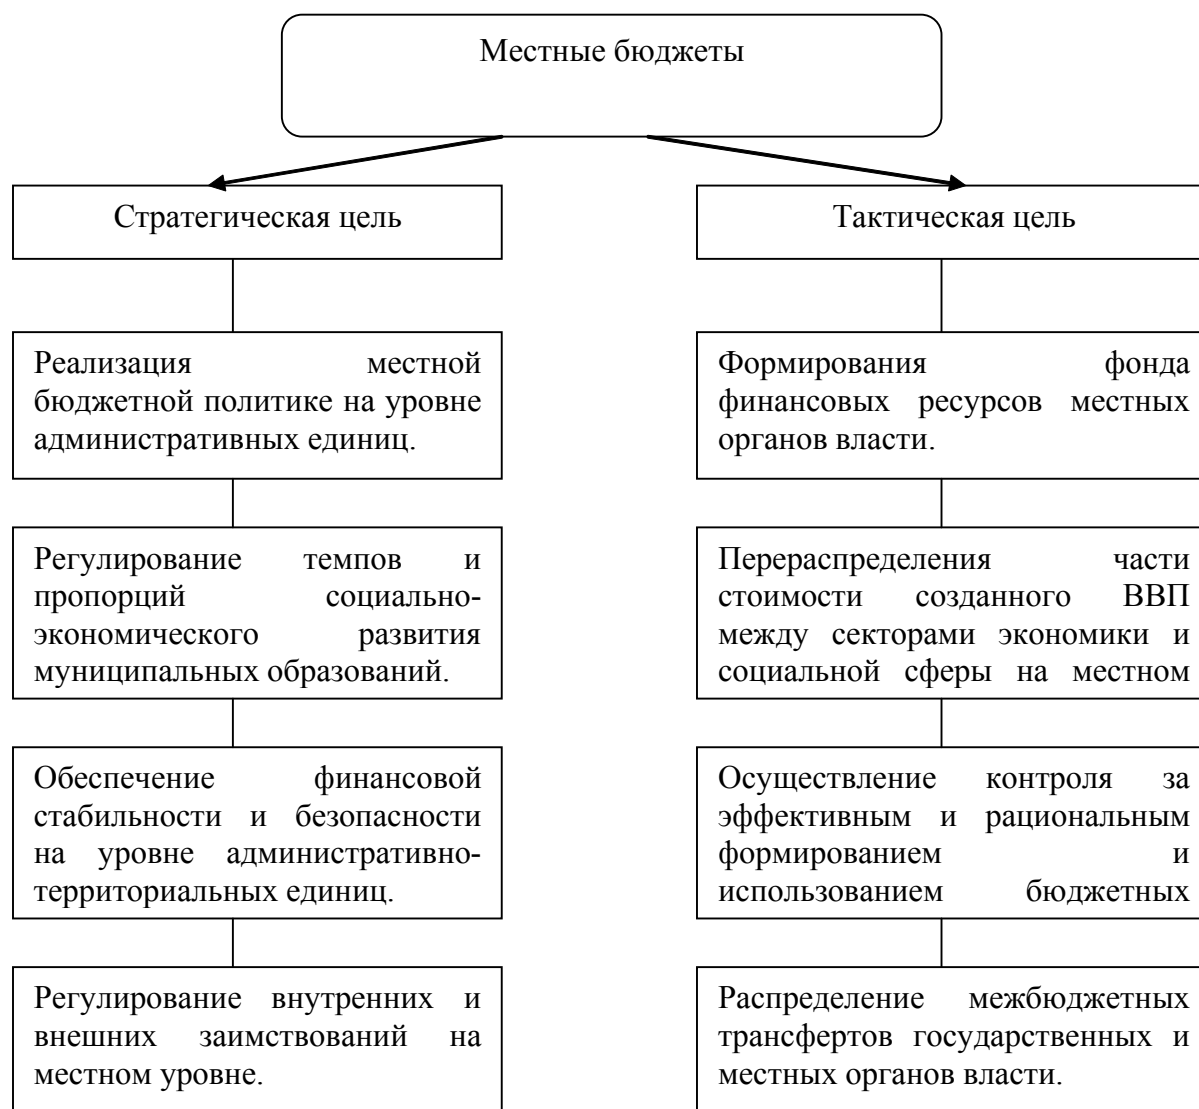 Местные бюджеты
Стратегическая цель
Реализация местной
бюджетной политике на уровне
административных единиц.
Регулирование темпов и
пропорций социально-
экономического развития
муниципальных образований.
Обеспечение финансовой
стабильности и безопасности
на уровне административно-
территориальных единиц.
Регулирование внутренних и
внешних заимствований на
местном уровне.
Тактическая цель
Формирования фонда
финансовых ресурсов местных
органов власти.
Перераспределения части
стоимости созданного ВВП
между секторами экономики и
социальной сферы на местном
Осуществление контроля за
эффективным и рациональным
формированием и
использованием бюджетных
Распределение межбюджетных
трансфертов государственных и
местных органов власти.